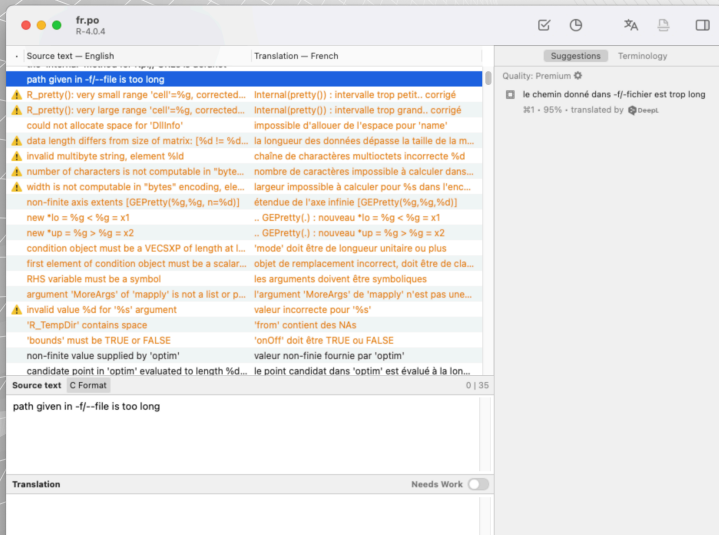 fr.po
R-4.0.4
Source text — English Translation — French
path given in -f/--file is too long
R_pretty(): very small range 'cell'=%g, corrected... Internal(pretty()) : intervalle trop petit.. corrigé
R_pretty(): very large range 'cell'=%g, corrected... Internal(pretty()) : intervalle trop grand.. corrigé
could not allocate space for 'DllInfo' impossible d'allouer de l'espace pour 'name'
data length differs from size of matrix: [%d != %d... la longueur des données dépasse la taille de la m...
invalid multibyte string, element %ld chaîne de charactères multioctets incorrecte %d
number of characters is not computable in "byte... nombre de caractères impossible à calculer dans...
width is not computable in "bytes" encoding, ele... largeur impossible à calculer pour %s dans l'enc...
non-finite axis extents [GEPretty(%g,%g, n=%d)] étendue de l'axe infinie [GEPretty(%g,%g,%d)]
new *lo = %g < %g = x1 .. GEPretty(.) : nouveau *lo = %g < %g = x1
new *up = %g > %g = x2 .. GEPretty(.) : nouveau *up = %g > %g = x2
condition object must be a VECSXP of length at l... 'mode' doit être de longueur unitaire ou plus
first element of condition object must be a scalar... objet de remplacement incorrect, doit être de cla...
RHS variable must be a symbol les arguments doivent être symboliques
argument 'MoreArgs' of 'mapply' is not a list or p... l'argument 'MoreArgs' de 'mapply' n'est pas une...
invalid value %d for '%s' argument valeur incorrecte pour '%s'
'R_TempDir' contains space 'from' contient des NAs
'bounds' must be TRUE or FALSE 'onOff' doit être TRUE ou FALSE
non-finite value supplied by 'optim' valeur non-finie fournie par 'optim'
candidate point in 'optim' evaluated to length %d... le point candidat dans 'optim' est évalué à la lon...
Source text C Format 0 | 35
path given in -f/--file is too long
Translation Needs Work
Suggestions Terminology
Quality: Premium
le chemin donné dans -f/-fichier est trop long
⌘1 • 95% • translated by DeepL